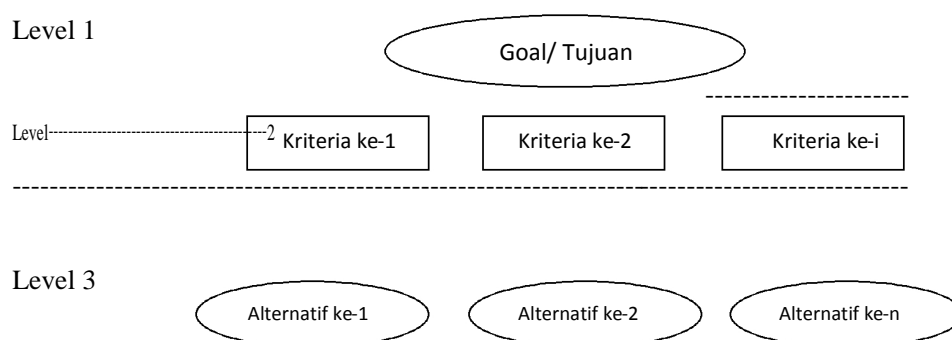 Level 1
Goal/ Tujuan
Level---------------------------------------------2
Kriteria ke-1
Kriteria ke-2
Kriteria ke-i
Level 3
Alternatif ke-1
Alternatif ke-2
Alternatif ke-n